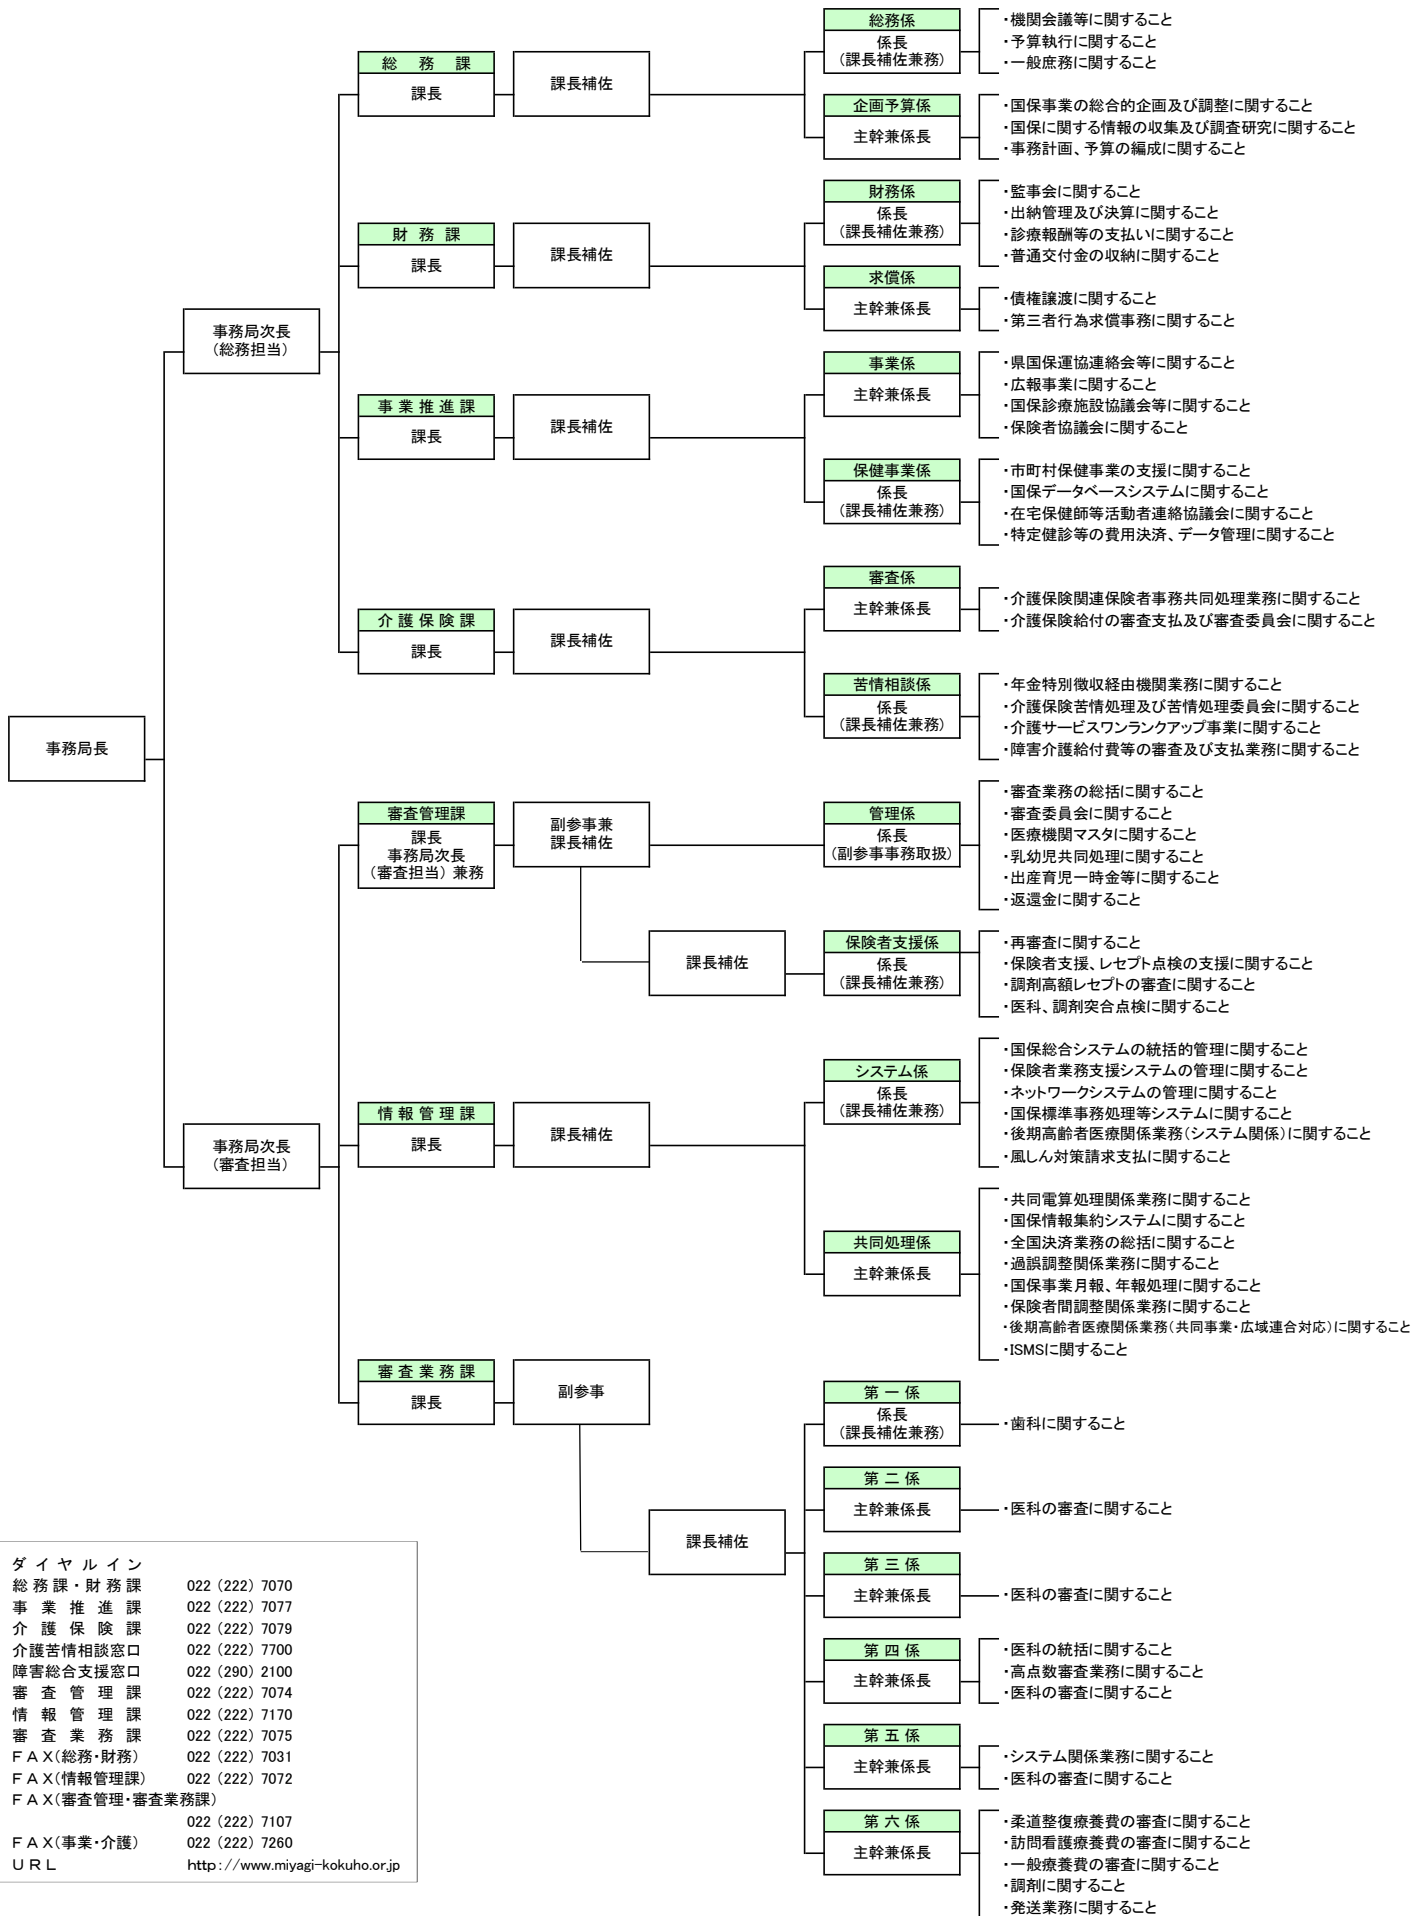 事務局長
事務局次長
（総務担当）
総　務　課
課長
課長補佐
総務係
係長
（課長補佐兼務）
・機関会議等に関すること
・予算執行に関すること
・一般庶務に関すること
企画予算係
主幹兼係長
・国保事業の総合的企画及び調整に関すること
・国保に関する情報の収集及び調査研究に関すること
・事務計画、予算の編成に関すること
財 務 課
課長
課長補佐
財務係
係長
（課長補佐兼務）
・監事会に関すること
・出納管理及び決算に関すること
・診療報酬等の支払いに関すること
・普通交付金の収納に関すること
求償係
主幹兼係長
・債権譲渡に関すること
・第三者行為求償事務に関すること
事 業 推 進 課
課長
課長補佐
事業係
主幹兼係長
・県国保運協連絡会等に関すること
・広報事業に関すること
・国保診療施設協議会等に関すること
・保険者協議会に関すること
保健事業係
係長
（課長補佐兼務）
・市町村保健事業の支援に関すること
・国保データベースシステムに関すること
・在宅保健師等活動者連絡協議会に関すること
・特定健診等の費用決済、データ管理に関すること
介 護 保 険 課
課長
課長補佐
審査係
主幹兼係長
・介護保険関連保険者事務共同処理業務に関すること
・介護保険給付の審査支払及び審査委員会に関すること
苦情相談係
係長
（課長補佐兼務）
・年金特別徴収経由機関業務に関すること
・介護保険苦情処理及び苦情処理委員会に関すること
・介護サービスワンランクアップ事業に関すること
・障害介護給付費等の審査及び支払業務に関すること
事務局次長
（審査担当）
審査管理課
課長
事務局次長
（審査担当）兼務
副参事兼
課長補佐
管理係
係長
（副参事事務取扱）
・審査業務の総括に関すること
・審査委員会に関すること
・医療機関マスタに関すること
・乳幼児共同処理に関すること
・出産育児一時金等に関すること
・返還金に関すること
課長補佐
保険者支援係
係長
（課長補佐兼務）
・再審査に関すること
・保険者支援、レセプト点検の支援に関すること
・調剤高額レセプトの審査に関すること
・医科、調剤突合点検に関すること
情 報 管 理 課
課長
課長補佐
システム係
係長
（課長補佐兼務）
・国保総合システムの統括的管理に関すること
・保険者業務支援システムの管理に関すること
・ネットワークシステムの管理に関すること
・国保標準事務処理等システムに関すること
・後期高齢者医療関係業務（システム関係）に関すること
・風しん対策請求支払に関すること
共同処理係
主幹兼係長
・共同電算処理関係業務に関すること
・国保情報集約システムに関すること
・全国決済業務の総括に関すること
・過誤調整関係業務に関すること
・国保事業月報、年報処理に関すること
・保険者間調整関係業務に関すること
・後期高齢者医療関係業務（共同事業・広域連合対応）に関すること
・ISMSに関すること
審 査 業 務 課
課長
副参事
課長補佐
第 一 係
係長
（課長補佐兼務）
・歯科に関すること
第 二 係
主幹兼係長
・医科の審査に関すること
第 三 係
主幹兼係長
・医科の審査に関すること
第 四 係
主幹兼係長
・医科の統括に関すること
・高点数審査業務に関すること
・医科の審査に関すること
第 五 係
主幹兼係長
・システム関係業務に関すること
・医科の審査に関すること
第 六 係
主幹兼係長
・柔道整復療養費の審査に関すること
・訪問看護療養費の審査に関すること
・一般療養費の審査に関すること
・調剤に関すること
・発送業務に関すること
ダ イ ヤ ル イ ン
総 務 課 ・ 財 務 課　022（222）7070
事 業 推 進 課　022（222）7077
介 護 保 険 課　022（222）7079
介護苦情相談窓口　022（222）7700
障害総合支援窓口　022（290）2100
審 査 管 理 課　022（222）7074
情 報 管 理 課　022（222）7170
審 査 業 務 課　022（222）7075
ＦＡＸ（総務・財務）　022（222）7031
ＦＡＸ（情報管理課）　022（222）7072
ＦＡＸ（審査管理・審査業務課）
022（222）7107
ＦＡＸ（事業・介護）　022（222）7260
ＵＲＬ　http://www.miyagi-kokuho.or.jp